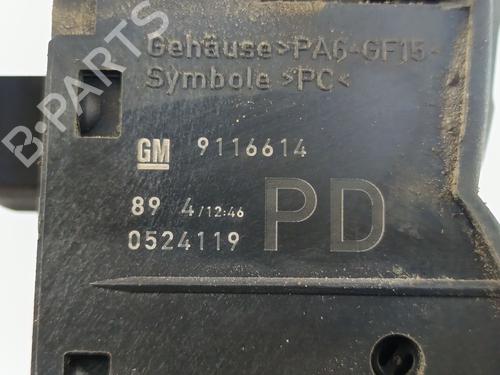 Gehäuse>PA6-GF15-
Symbole >PC<
GM 9116614
89 4/12:46
0524119
PD
B-PARTS